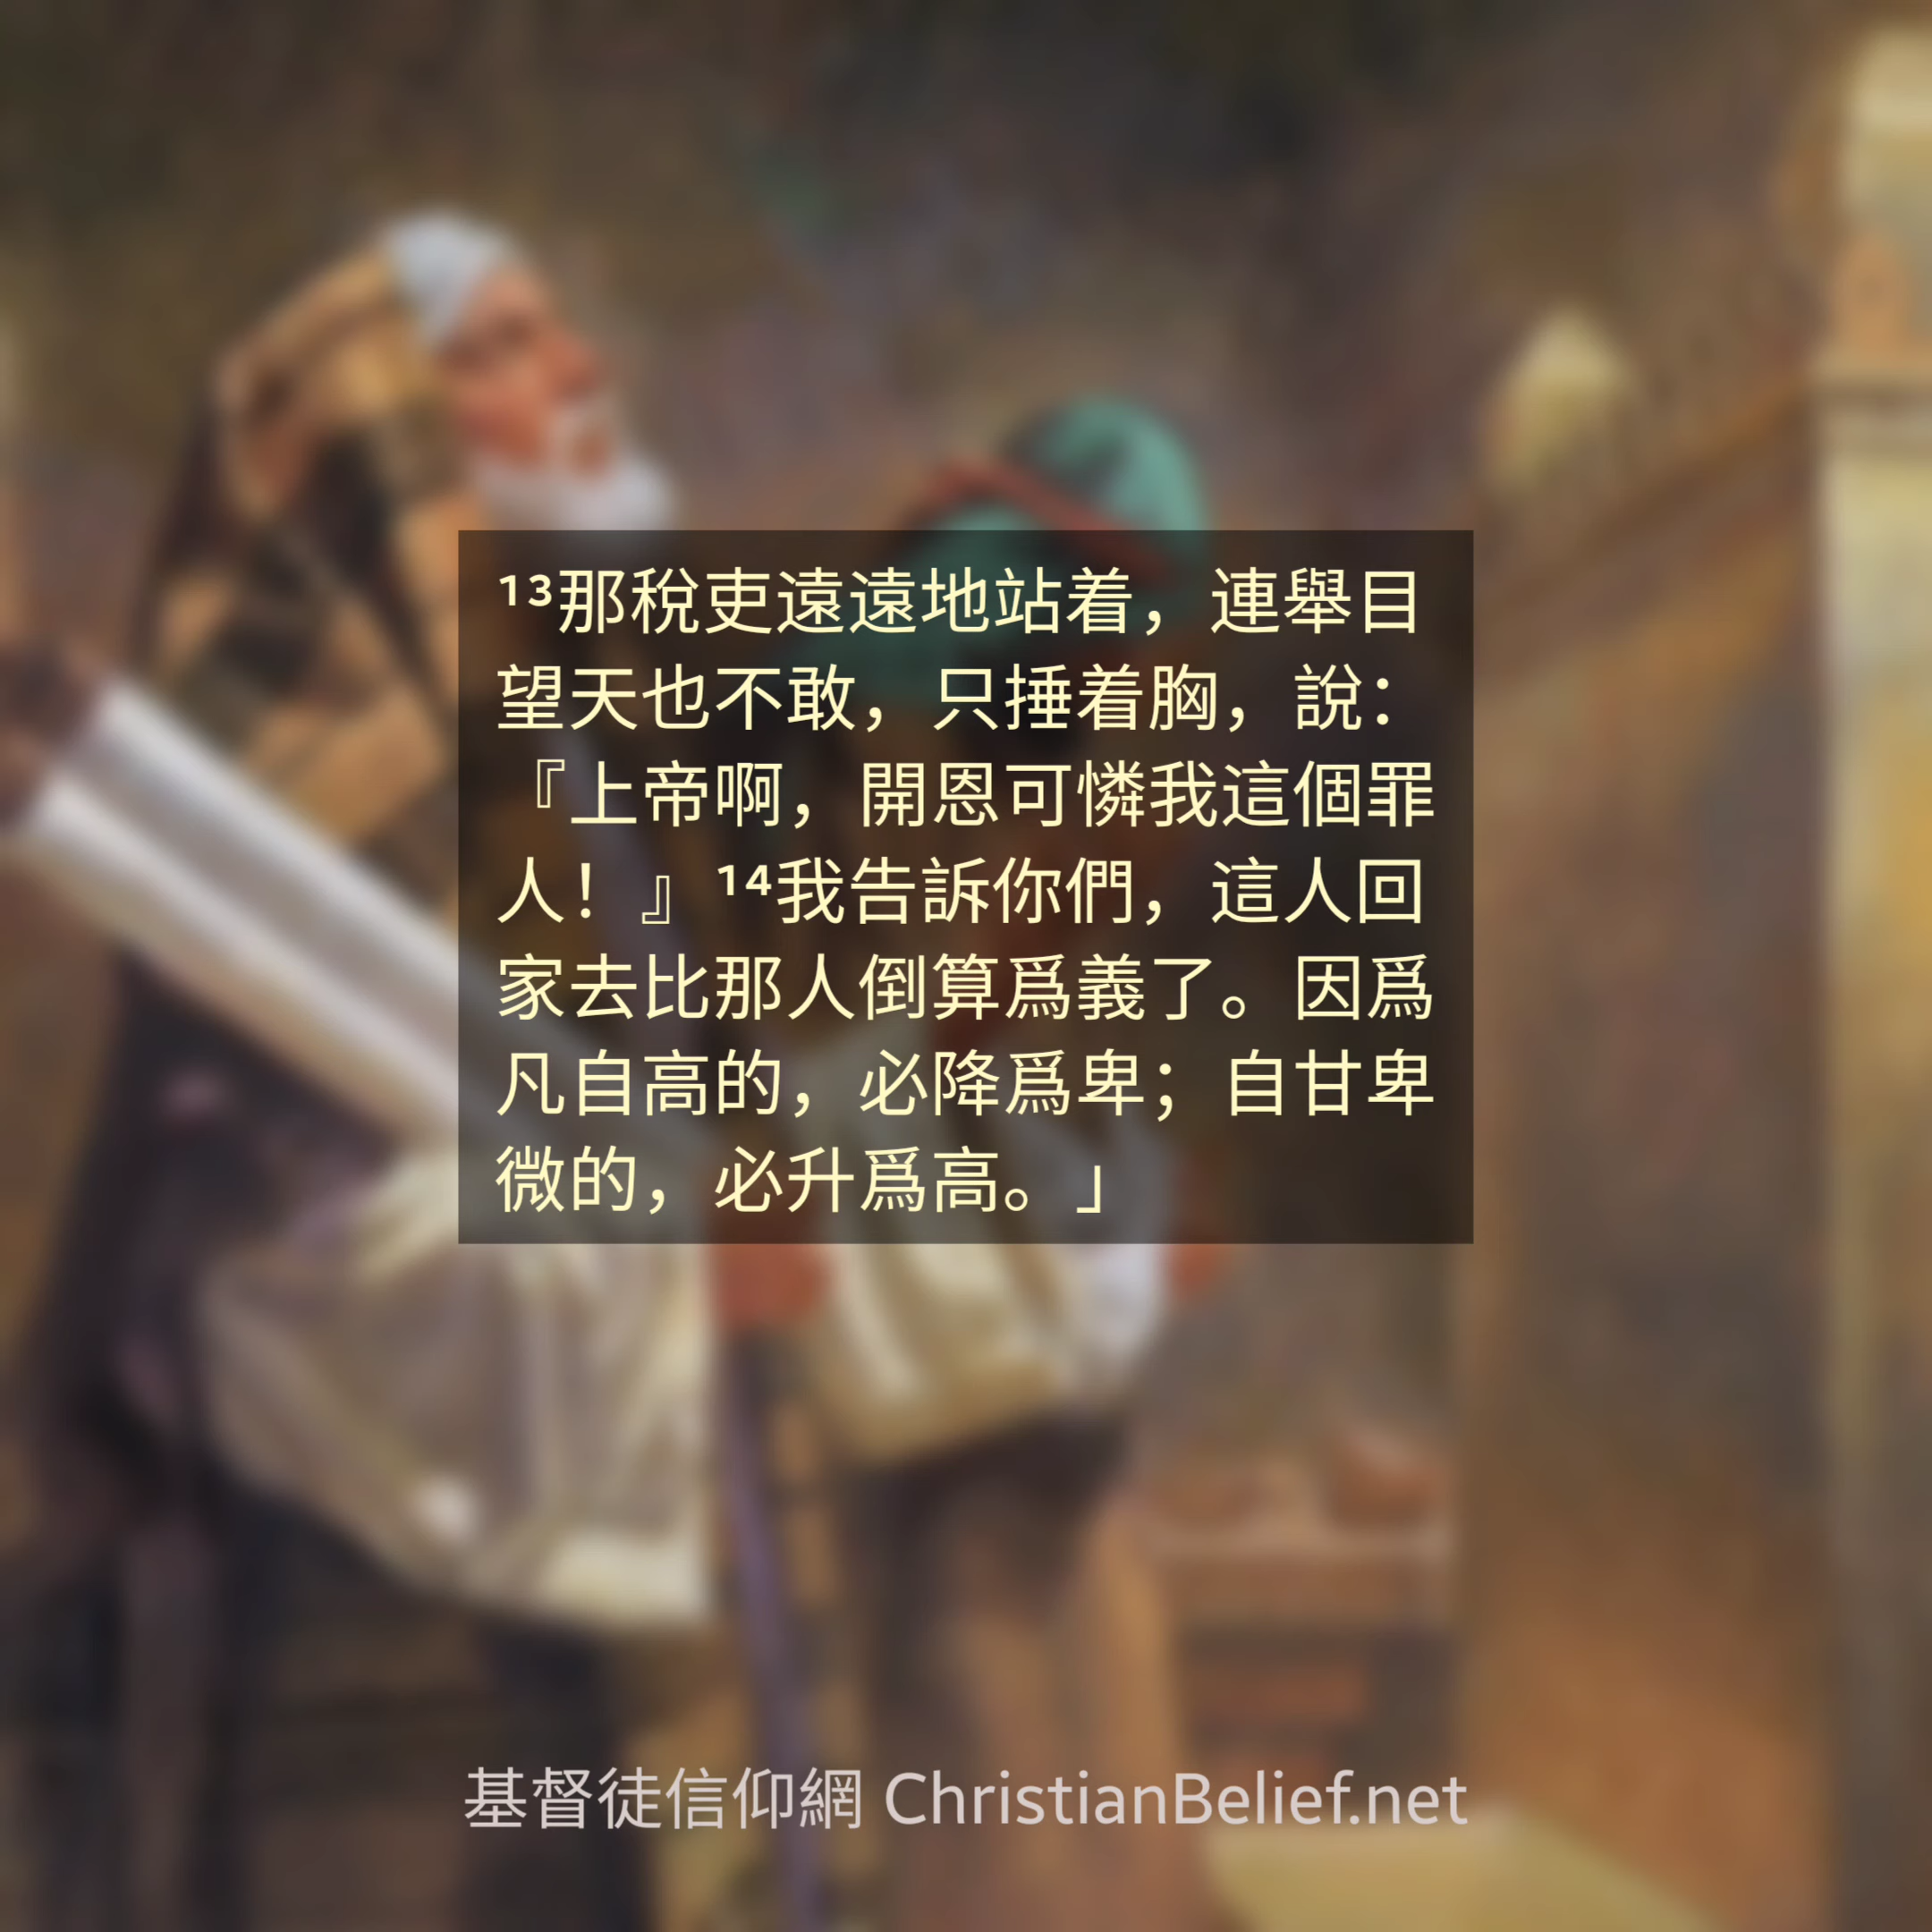 ¹³那稅吏遠遠地站着，連舉目
望天也不敢，只捶着胸，說：
『上帝啊，開恩可憐我這個罪
人！』¹⁴我告訴你們，這人回
家去比那人倒算爲義了。因爲
凡自高的，必降爲卑；自甘卑
微的，必升爲高。」
基督徒信仰網 ChristianBelief.net